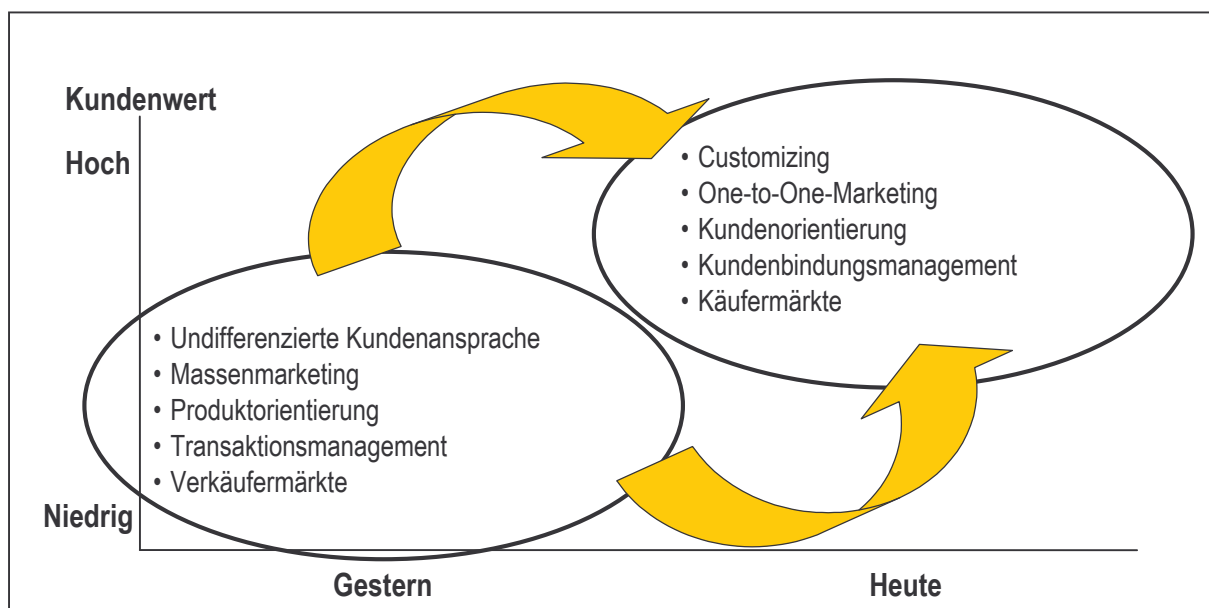 Kundenwert
Hoch
• Customizing
• One-to-One-Marketing
• Kundenorientierung
• Kundenbindungsmanagement
• Käufermärkte
• Undifferenzierte Kundenansprache
• Massenmarketing
• Produktorientierung
• Transaktionsmanagement
• Verkäufermärkte
Niedrig
Gestern
Heute